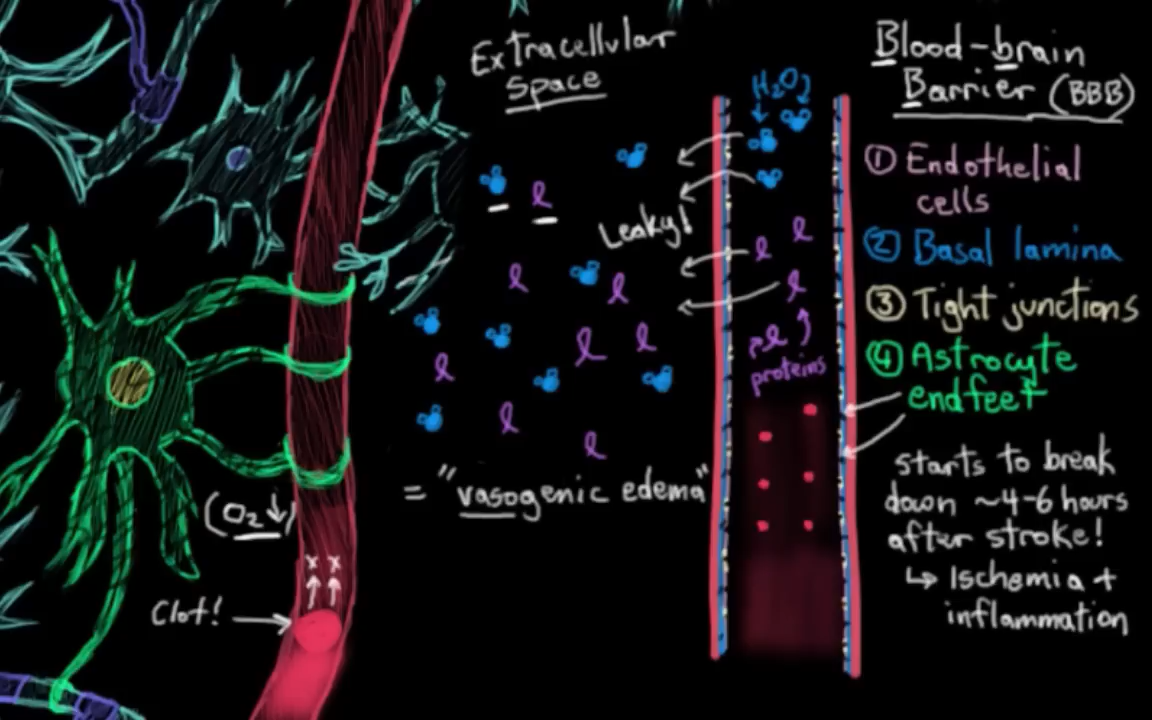 Extracellular
space
H₂O
Leaky!
proteins
= "vasogenic edema"
(O₂↓)
x x
Clot!
Blood-brain
Barrier (BBB)
① Endothelial
cells
② Basal lamina
③ Tight junctions
④ Astrocyte
endfeet
starts to break
down ~4-6 hours
after stroke!
↳ Ischemia +
inflammation